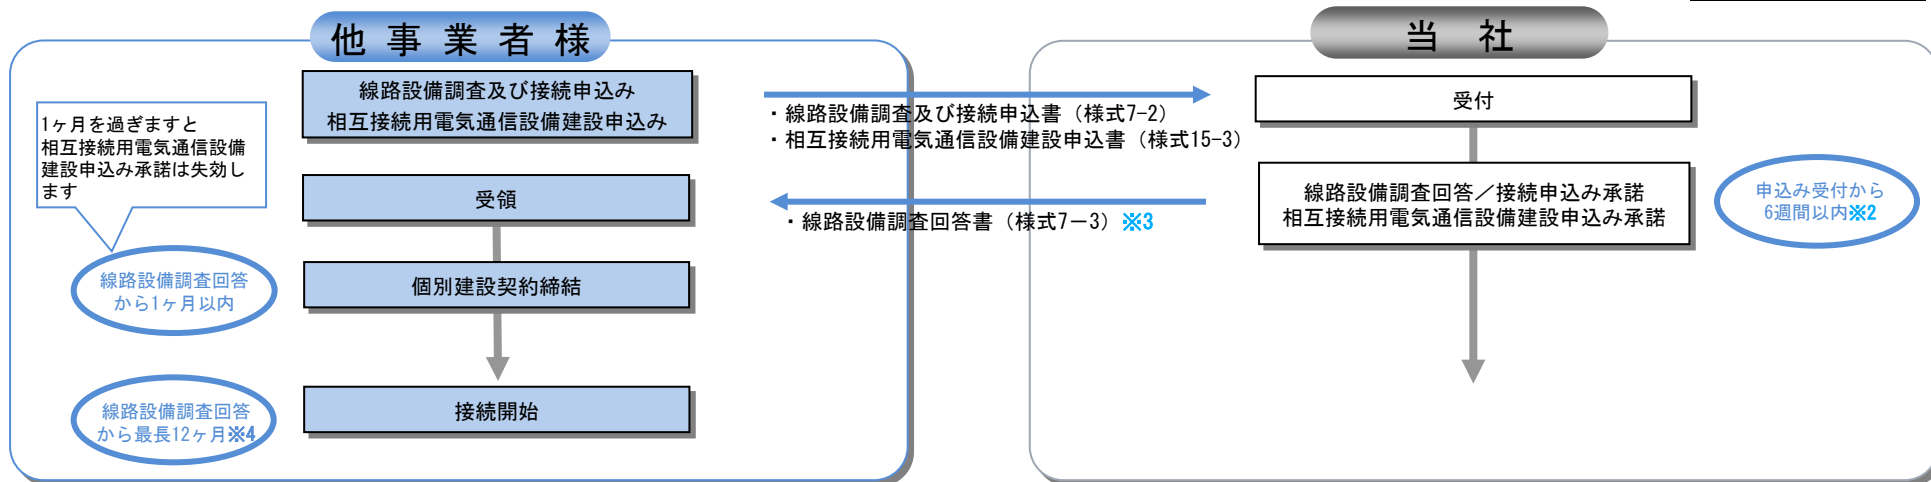 他事業者様
当社
線路設備調査及び接続申込み
相互接続用電気通信設備建設申込み
・線路設備調査及び接続申込書（様式7-2）
・相互接続用電気通信設備建設申込書（様式15-3）
受付
1ヶ月を過ぎますと
相互接続用電気通信設備
建設申込み承諾は失効し
ます
受領
・線路設備調査回答書（様式7－3）※3
線路設備調査回答／接続申込み承諾
相互接続用電気通信設備建設申込み承諾
申込み受付から
6週間以内※2
線路設備調査回答
から1ヶ月以内
個別建設契約締結
線路設備調査回答
から最長12ヶ月※4
接続開始